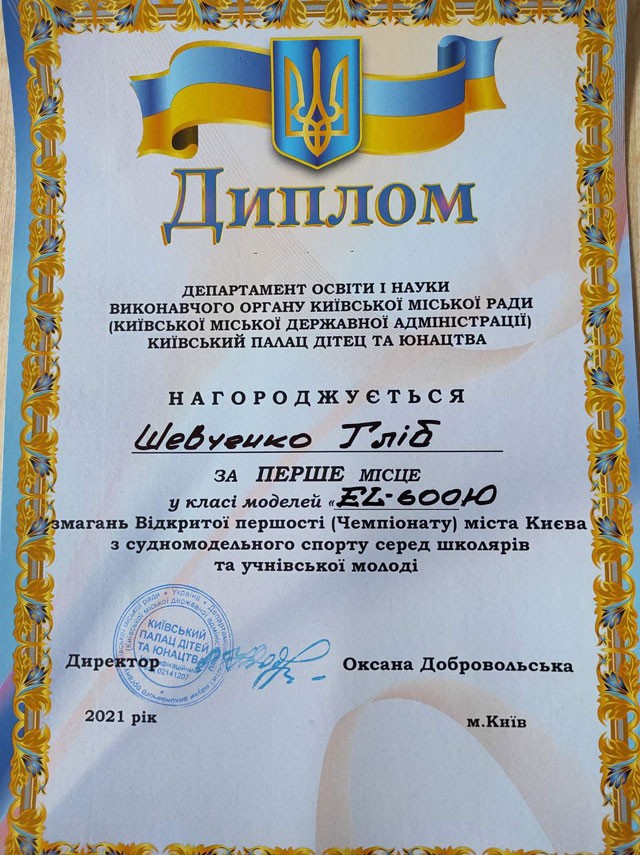 Диплом
ДЕПАРТАМЕНТ ОСВІТИ І НАУКИ
ВИКОНАВЧОГО ОРГАНУ КИЇВСЬКОЇ МІСЬКОЇ РАДИ
(КИЇВСЬКОЇ МІСЬКОЇ ДЕРЖАВНОЇ АДМІНІСТРАЦІЇ)
КИЇВСЬКИЙ ПАЛАЦ ДІТЕЦ ТА ЮНАЦТВА
НАГОРОДЖУЄТЬСЯ
Шевченко Гліб
ЗА ПЕРШЕ МІСЦЕ
у класі моделей «EL-600Ю
змагань Відкритої першості (Чемпіонату) міста Києва
з судномодельного спорту серед школярів
та учнівської молоді
КИЇВСЬКИЙ
ПАЛАЦ ДІТЕЙ
ТА ЮНАЦТВА
02141207
Директор Оксана Добровольська
2021 рік м.Київ